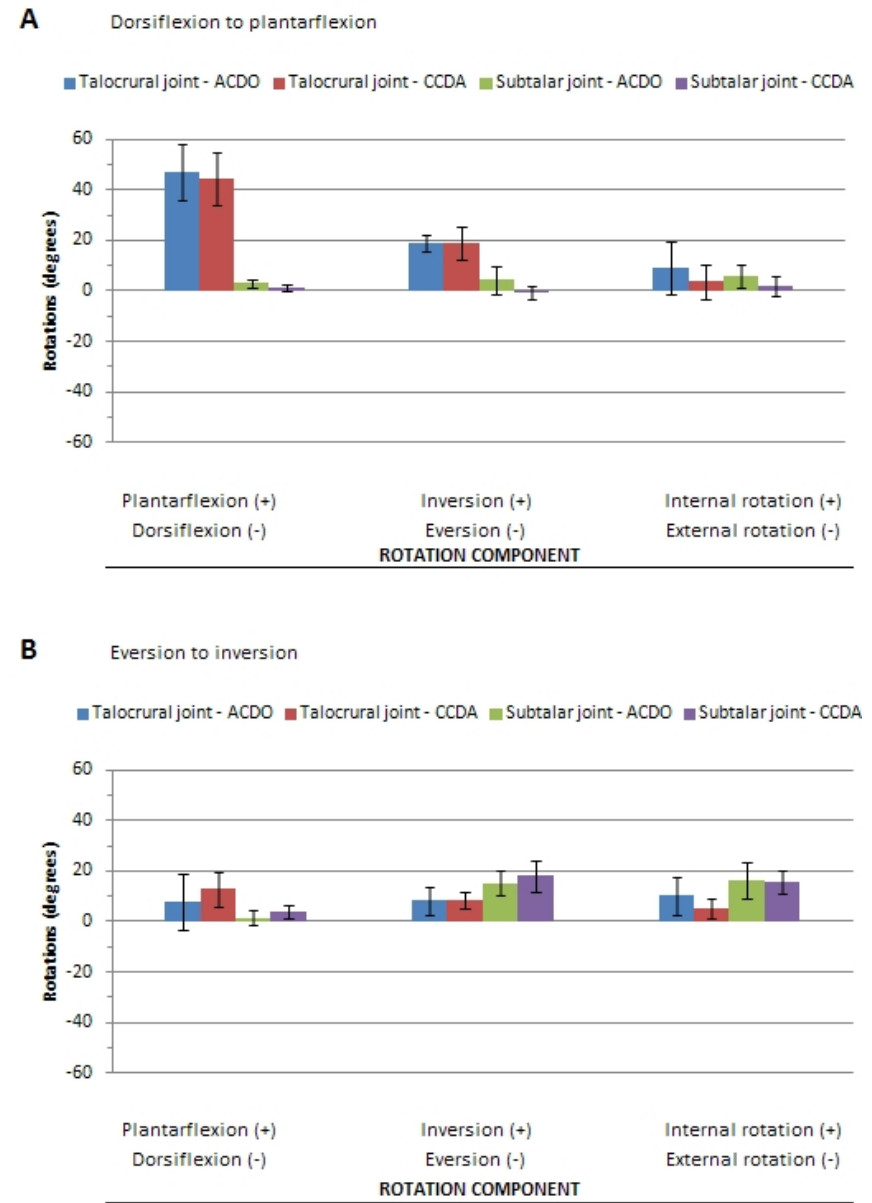 A Dorsiflexion to plantarflexion
Talocrural joint - ACDO Talocrural joint - CCDA Subtalar joint - ACDO Subtalar joint - CCDA
60
40
20
0
-20
-40
-60
Rotations (degrees)
Plantarflexion (+) Inversion (+) Internal rotation (+)
Dorsiflexion (-) Eversion (-) External rotation (-)
ROTATION COMPONENT
B Eversion to inversion
Talocrural joint - ACDO Talocrural joint - CCDA Subtalar joint - ACDO Subtalar joint - CCDA
60
40
20
0
-20
-40
-60
Rotations (degrees)
Plantarflexion (+) Inversion (+) Internal rotation (+)
Dorsiflexion (-) Eversion (-) External rotation (-)
ROTATION COMPONENT